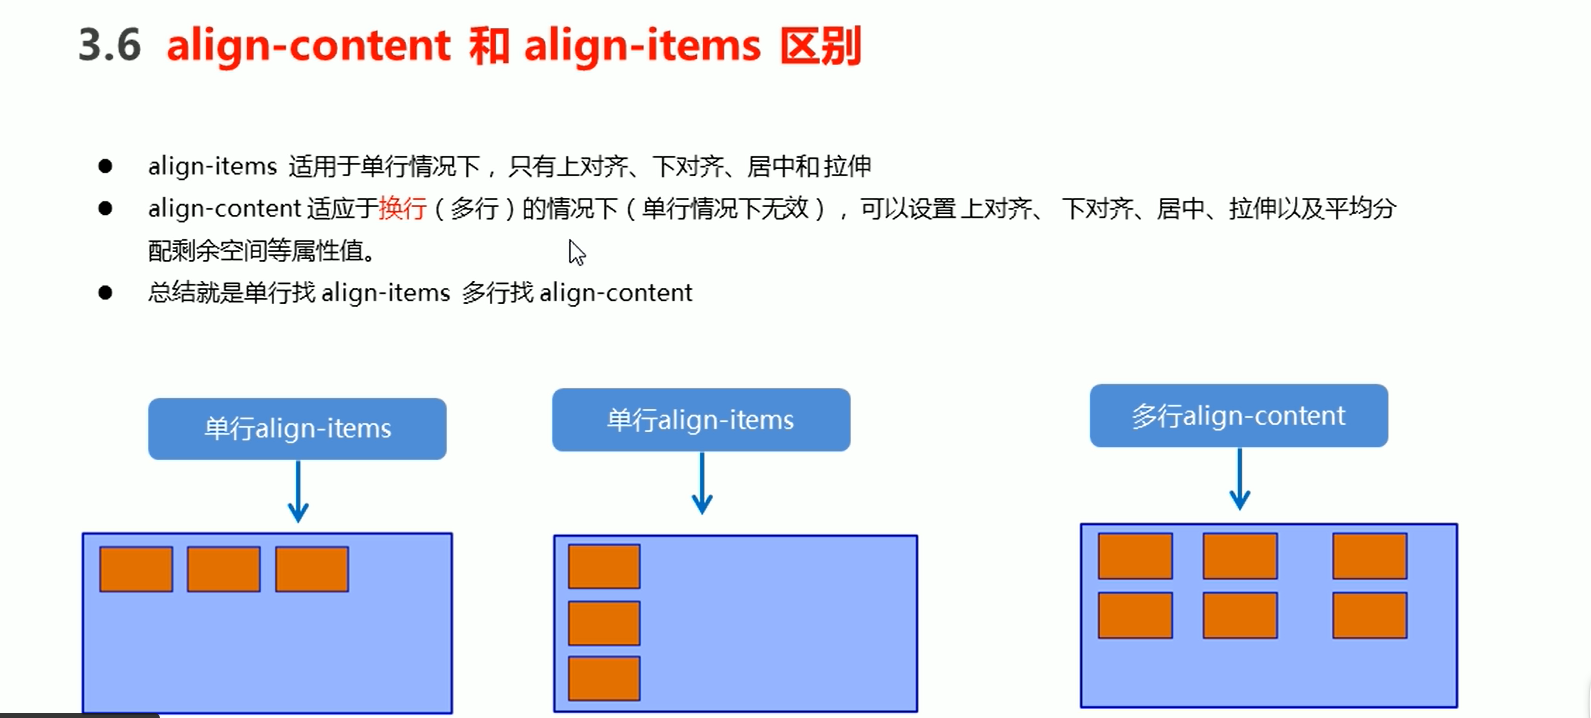 3.6 align-content 和 align-items 区别
● align-items 适用于单行情况下，只有上对齐、下对齐、居中和 拉伸
● align-content 适应于换行（多行）的情况下（单行情况下无效），可以设置 上对齐、 下对齐、居中、拉伸以及平均分
配剩余空间等属性值。
● 总结就是单行找 align-items 多行找 align-content
单行align-items
单行align-items
多行align-content